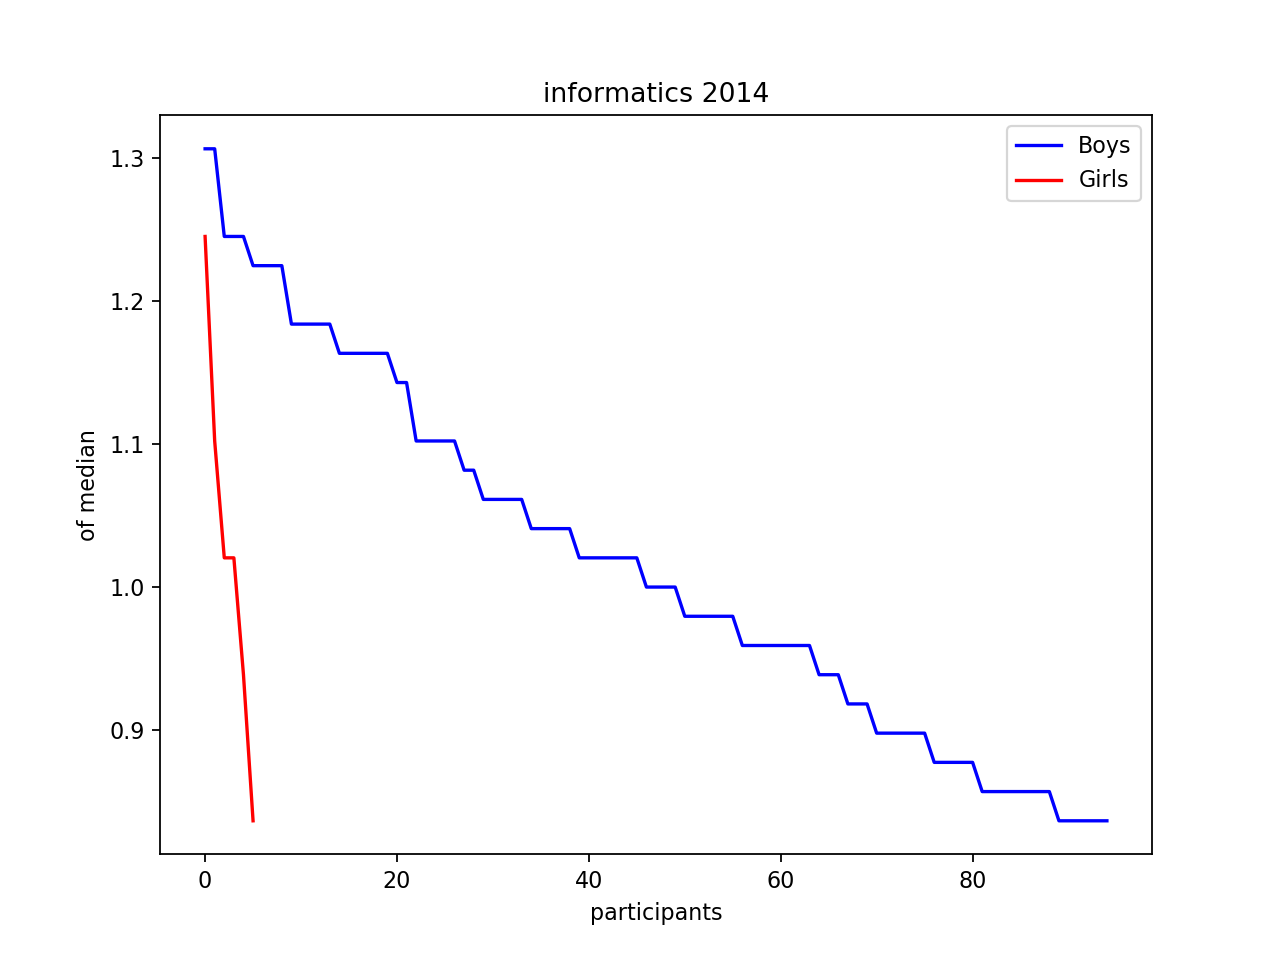 informatics 2014
Boys
Girls
of median
1.3
1.2
1.1
1.0
0.9
0 20 40 60 80
participants